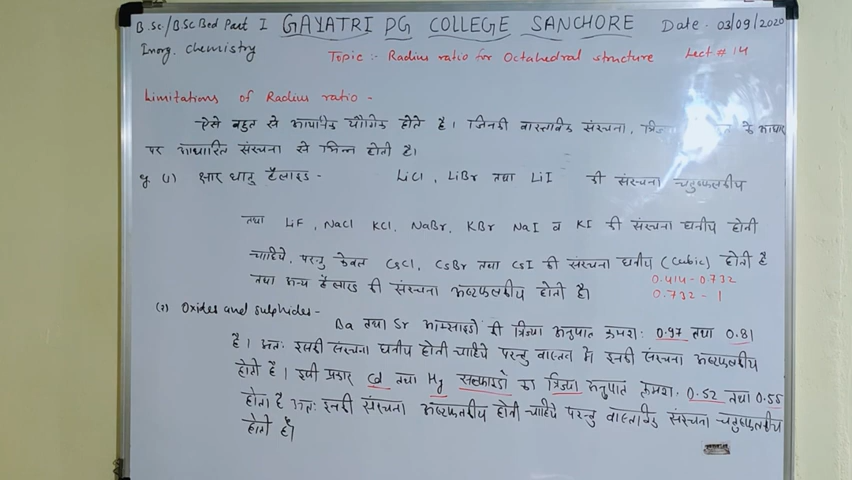 B.Sc./BSC Bed Part I GAYATRI PG COLLEGE SANCHORE Date - 03/09/2020
Inorg. Chemistry Topic :- Radius ratio for Octahedral structure Lect # 14
Limitations of Radius ratio -
ऐसे बहुत से आयनिक यौगिक होते है। जिनकी वास्तविक संरचना, त्रिज्या के आधार
पर आधारित संरचना से भिन्न होती है।
eg (1) क्षार धातु हैलाइड - LiCl, LiBr तथा LiI की संरचना चतुष्फलकीय
तथा LiF, NaCl KCl, NaBr, KBr NaI व KI की संरचना घनीय होनी
चाहिये, परन्तु केवल CsCl, CsBr तथा CsI की संरचना घनीय (Cubic) होती है
तथा अन्य हैलाइड की संरचना अष्टफलकीय होती है। 0.414-0.732
0.732 - 1
(2) Oxides and sulphides -
Ba तथा Sr ऑक्साइडो की त्रिज्या अनुपात क्रमशः 0.97 तथा 0.81
है। अतः इनकी संरचना घनीय होनी चाहिये परन्तु वास्तव में इनकी संरचना अष्टफलकीय
होती है। इसी प्रकार Cd तथा Hg सल्फाइडो का त्रिज्या अनुपात क्रमशः 0.52 तथा 0.55
होता है अतः इनकी संरचना अष्टफलकीय होनी चाहिये परन्तु वास्तविक संरचना चतुष्फलकीय
होती है।